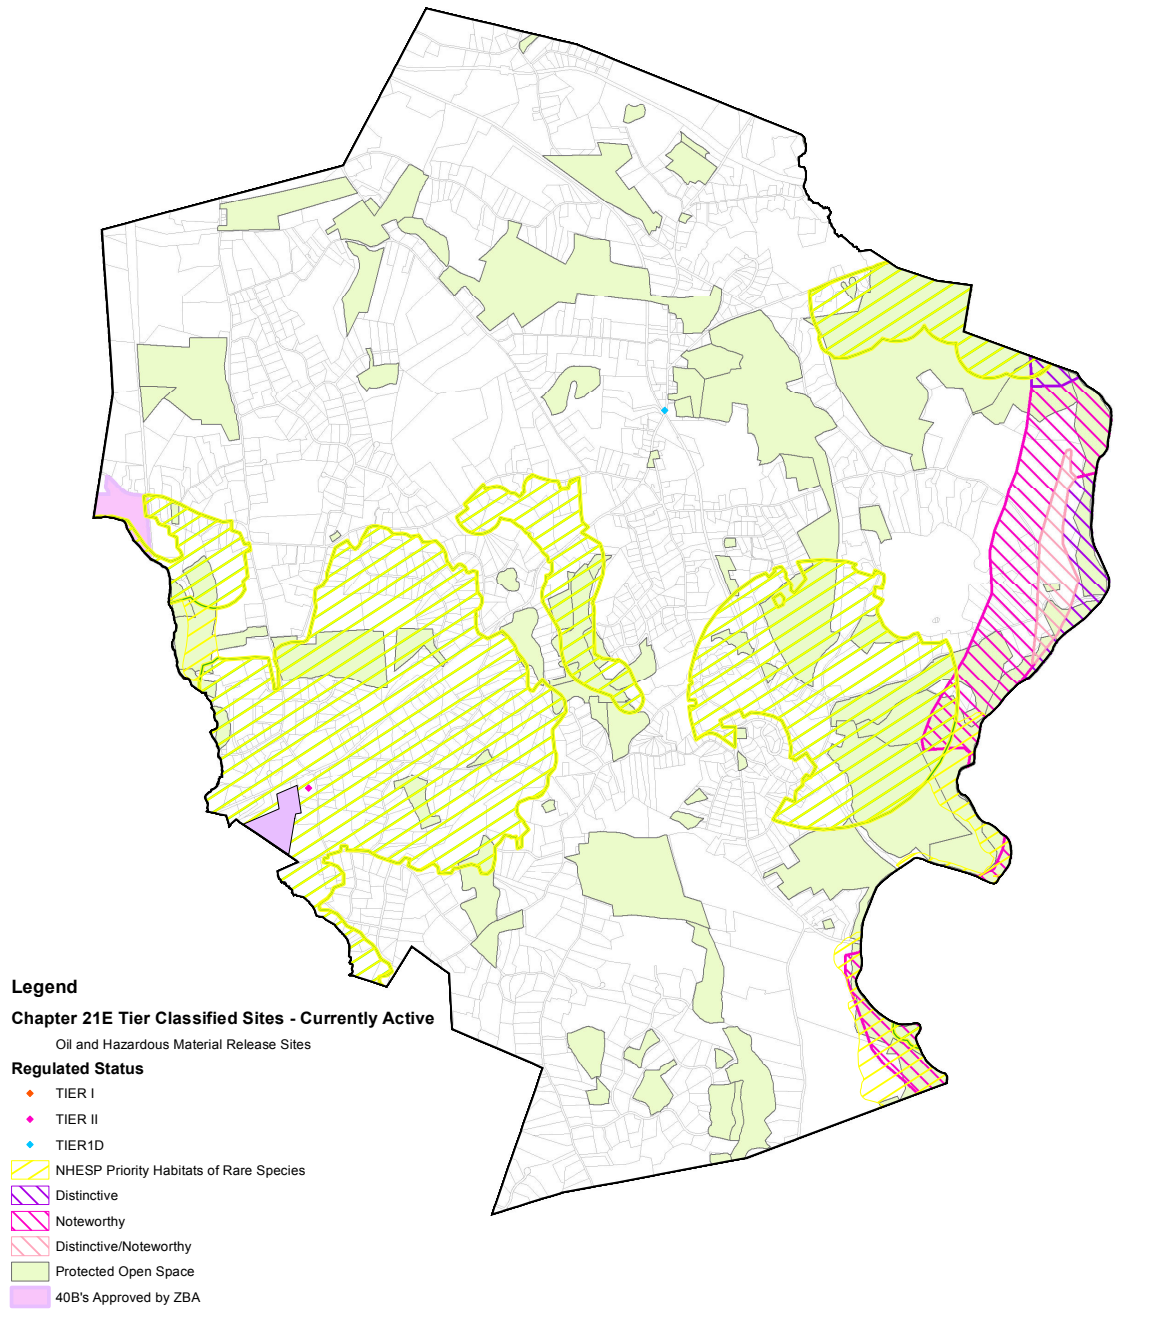 Legend
Chapter 21E Tier Classified Sites - Currently Active
Oil and Hazardous Material Release Sites
Regulated Status
TIER I
TIER II
TIER1D
NHESP Priority Habitats of Rare Species
Distinctive
Noteworthy
Distinctive/Noteworthy
Protected Open Space
40B's Approved by ZBA